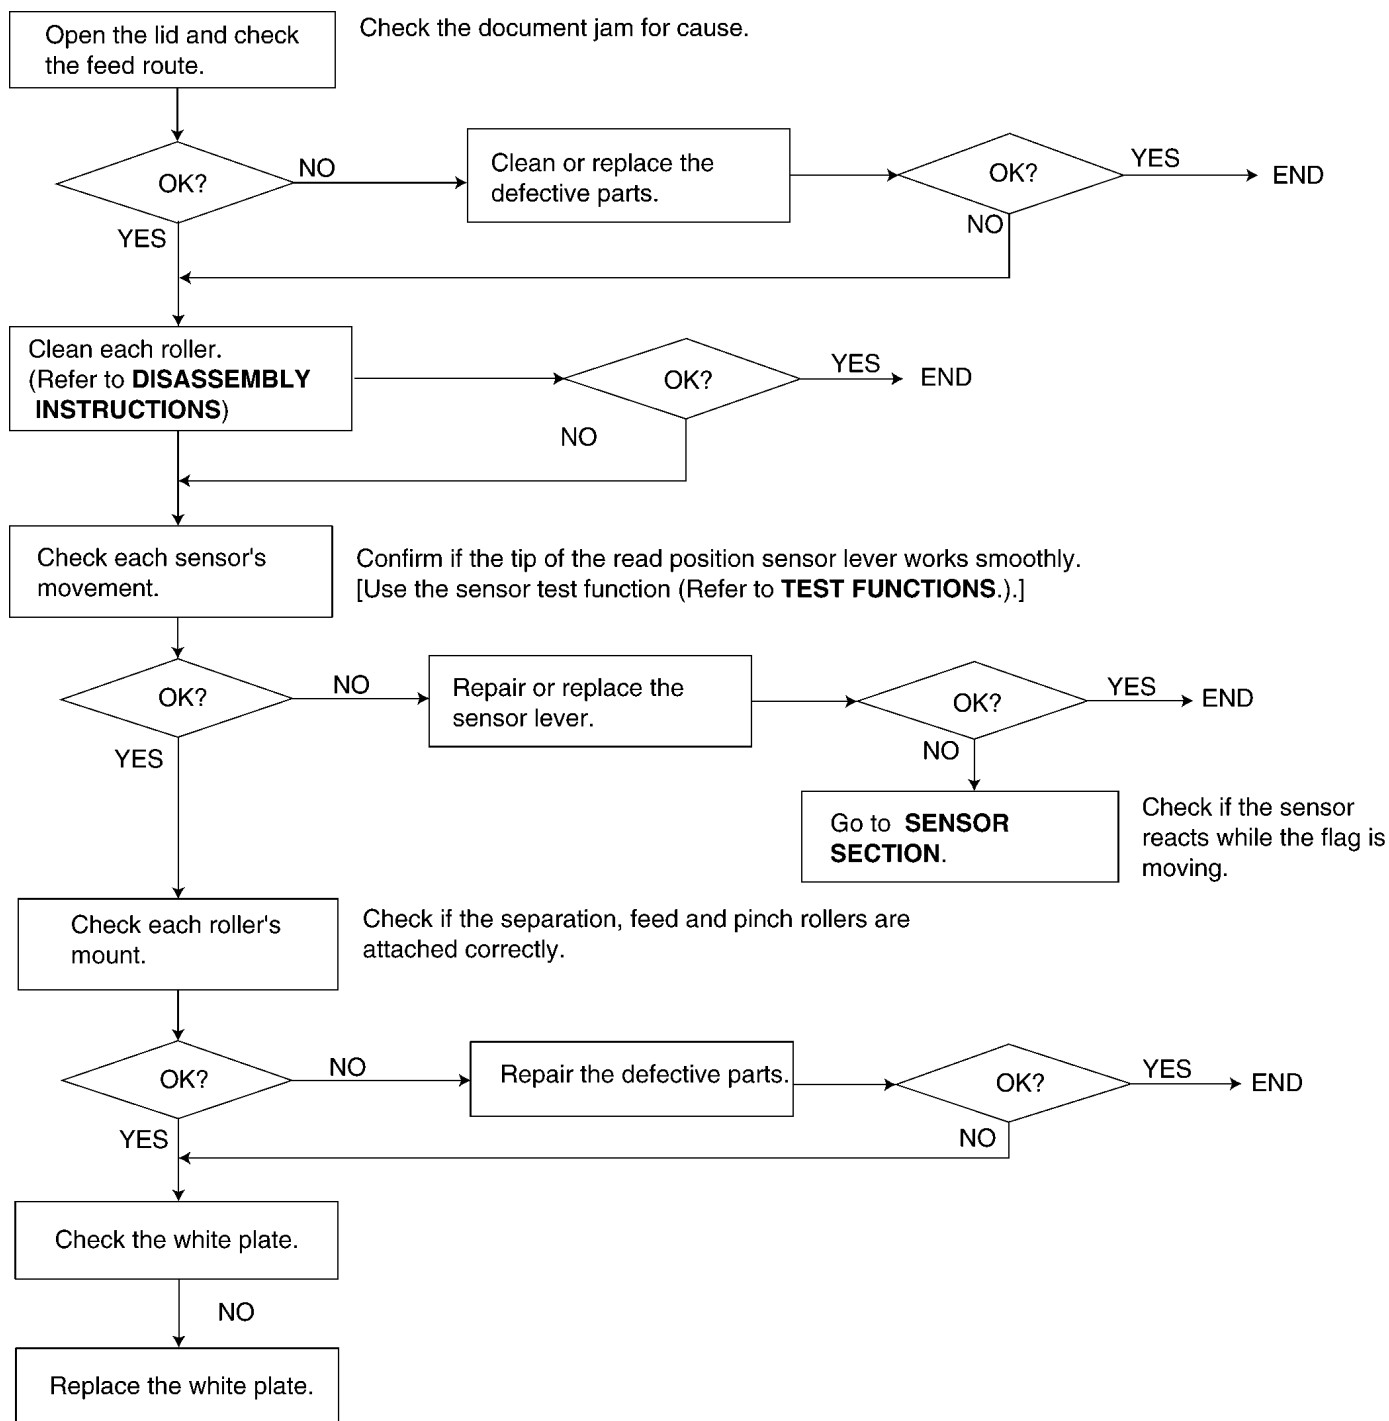 Open the lid and check
the feed route.
Check the document jam for cause.
OK?
NO
Clean or replace the
defective parts.
OK?
YES
END
NO
YES
Clean each roller.
(Refer to DISASSEMBLY
INSTRUCTIONS)
OK?
YES
END
NO
Check each sensor's
movement.
Confirm if the tip of the read position sensor lever works smoothly.
[Use the sensor test function (Refer to TEST FUNCTIONS.).]
OK?
NO
Repair or replace the
sensor lever.
OK?
YES
END
NO
YES
Go to SENSOR
SECTION.
Check if the sensor
reacts while the flag is
moving.
Check each roller's
mount.
Check if the separation, feed and pinch rollers are
attached correctly.
OK?
NO
Repair the defective parts.
OK?
YES
END
NO
YES
Check the white plate.
NO
Replace the white plate.